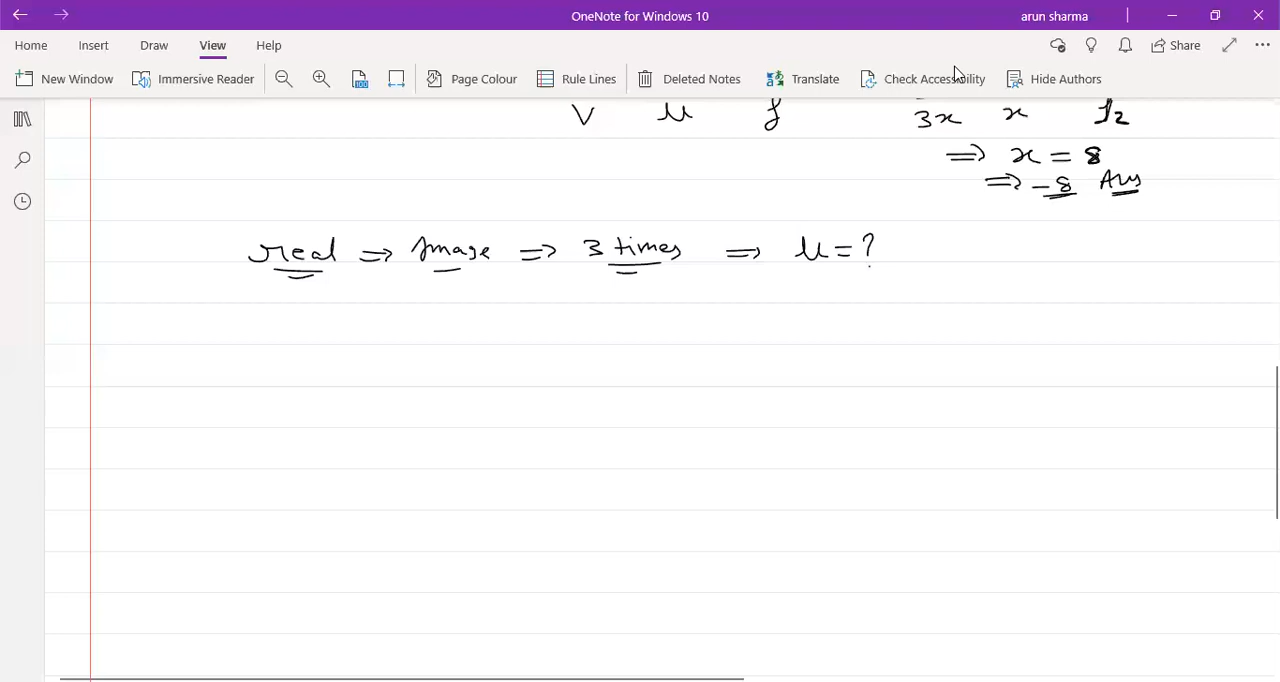 OneNote for Windows 10
arun sharma
Home Insert Draw View Help
Share
New Window Immersive Reader Page Colour Rule Lines Deleted Notes Translate Check Accessibility Hide Authors
V u f 3x x
⇒ x = 8
⇒ -8 Ans
real ⇒ Image ⇒ 3 times ⇒ u = ?